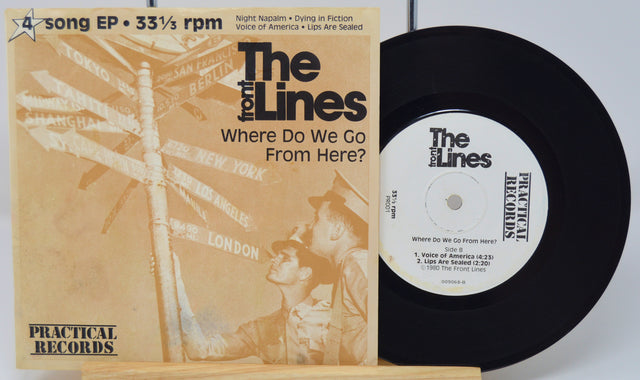 4 song EP • 33⅓ rpm
Night Napalm • Dying in Fiction
Voice of America • Lips Are Sealed
The
front
Lines
Where Do We Go
From Here?
TOKYO
SAN FRANCISCO
BERLIN
SHANGHAI
NEW YORK
LOS ANGELES
MANILA
LONDON
PRACTICAL
RECORDS
The
front
Lines
33⅓ rpm
PR001
PRACTICAL
RECORDS
Where Do We Go From Here?
Side B
1. Voice of America (4:23)
2. Lips Are Sealed (2:20)
©1980 The Front Lines
009068-B